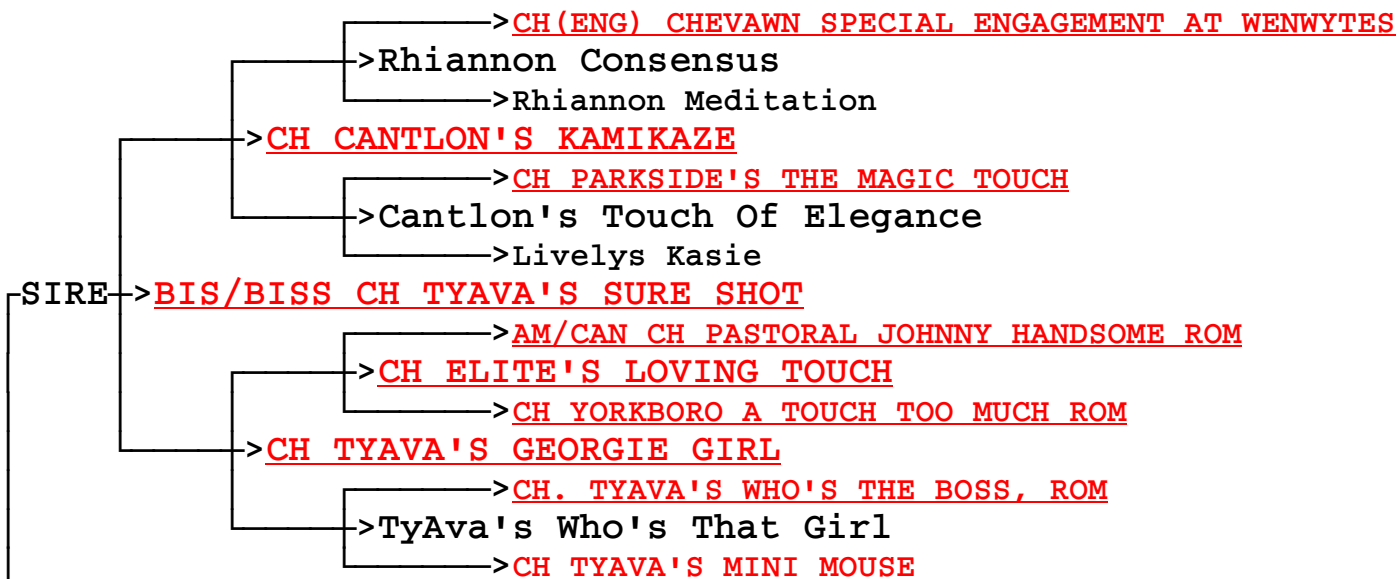 >CH(ENG) CHEVAWN SPECIAL ENGAGEMENT AT WENWYTES
>Rhiannon Consensus
>Rhiannon Meditation
>CH CANTLON'S KAMIKAZE
>CH PARKSIDE'S THE MAGIC TOUCH
>Cantlon's Touch Of Elegance
>Livelys Kasie
SIRE >BIS/BISS CH TYAVA'S SURE SHOT
>AM/CAN CH PASTORAL JOHNNY HANDSOME ROM
>CH ELITE'S LOVING TOUCH
>CH YORKBORO A TOUCH TOO MUCH ROM
>CH TYAVA'S GEORGIE GIRL
>CH. TYAVA'S WHO'S THE BOSS, ROM
>TyAva's Who's That Girl
>CH TYAVA'S MINI MOUSE